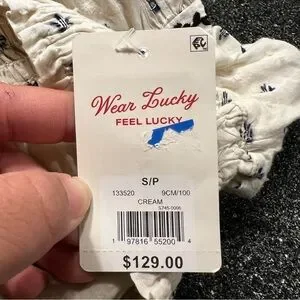 Wear Lucky
FEEL LUCKY
S/P
133520 9CM/100
CREAM
5745-0006
1 97816 55200 4
$129.00